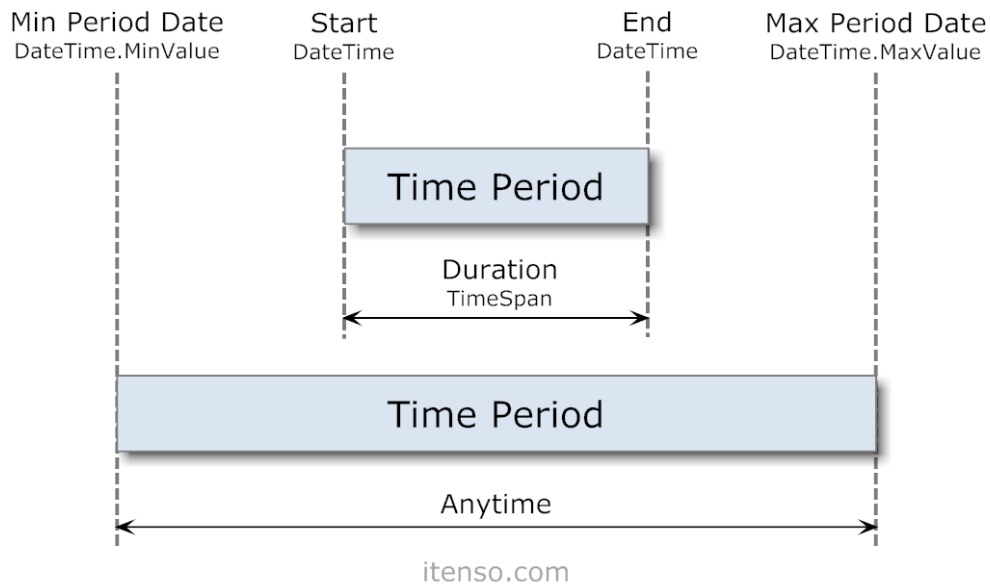 Min Period Date
DateTime.MinValue
Start
DateTime
End
DateTime
Max Period Date
DateTime.MaxValue
Time Period
Duration
TimeSpan
Time Period
Anytime
itenso.com